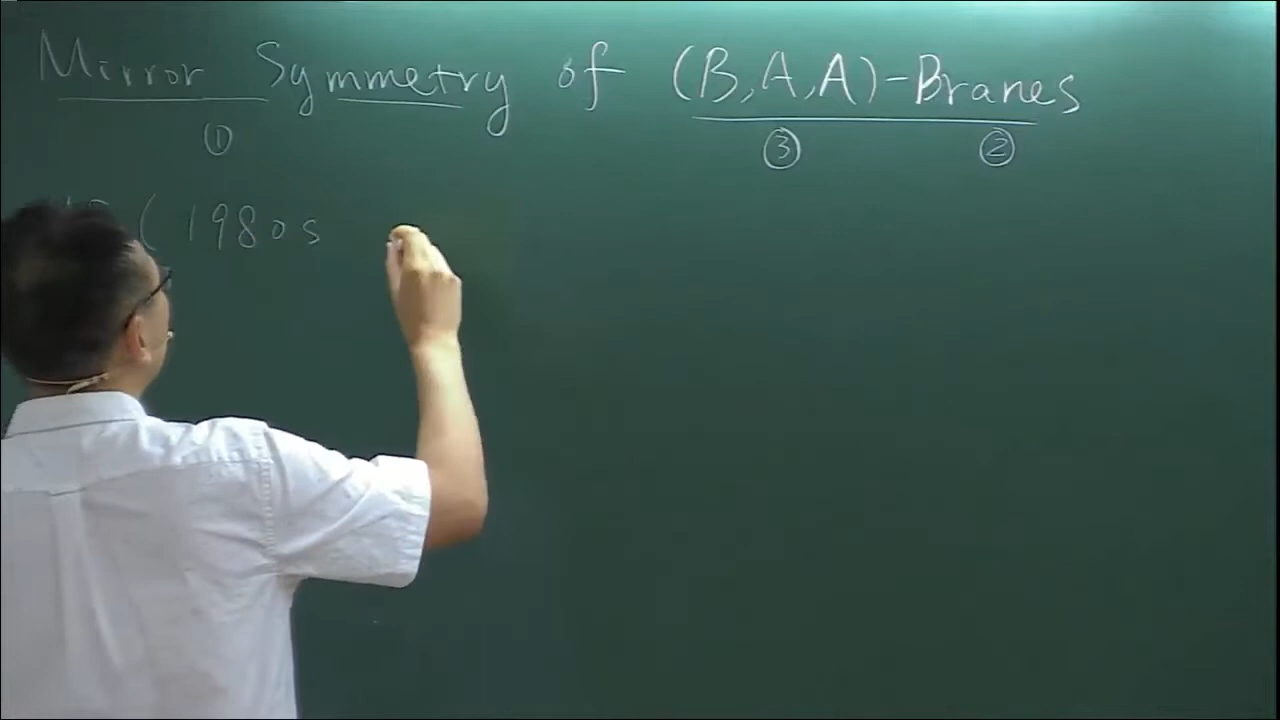 Mirror Symmetry of (B,A,A)-Branes
① ③ ②
( 1980s